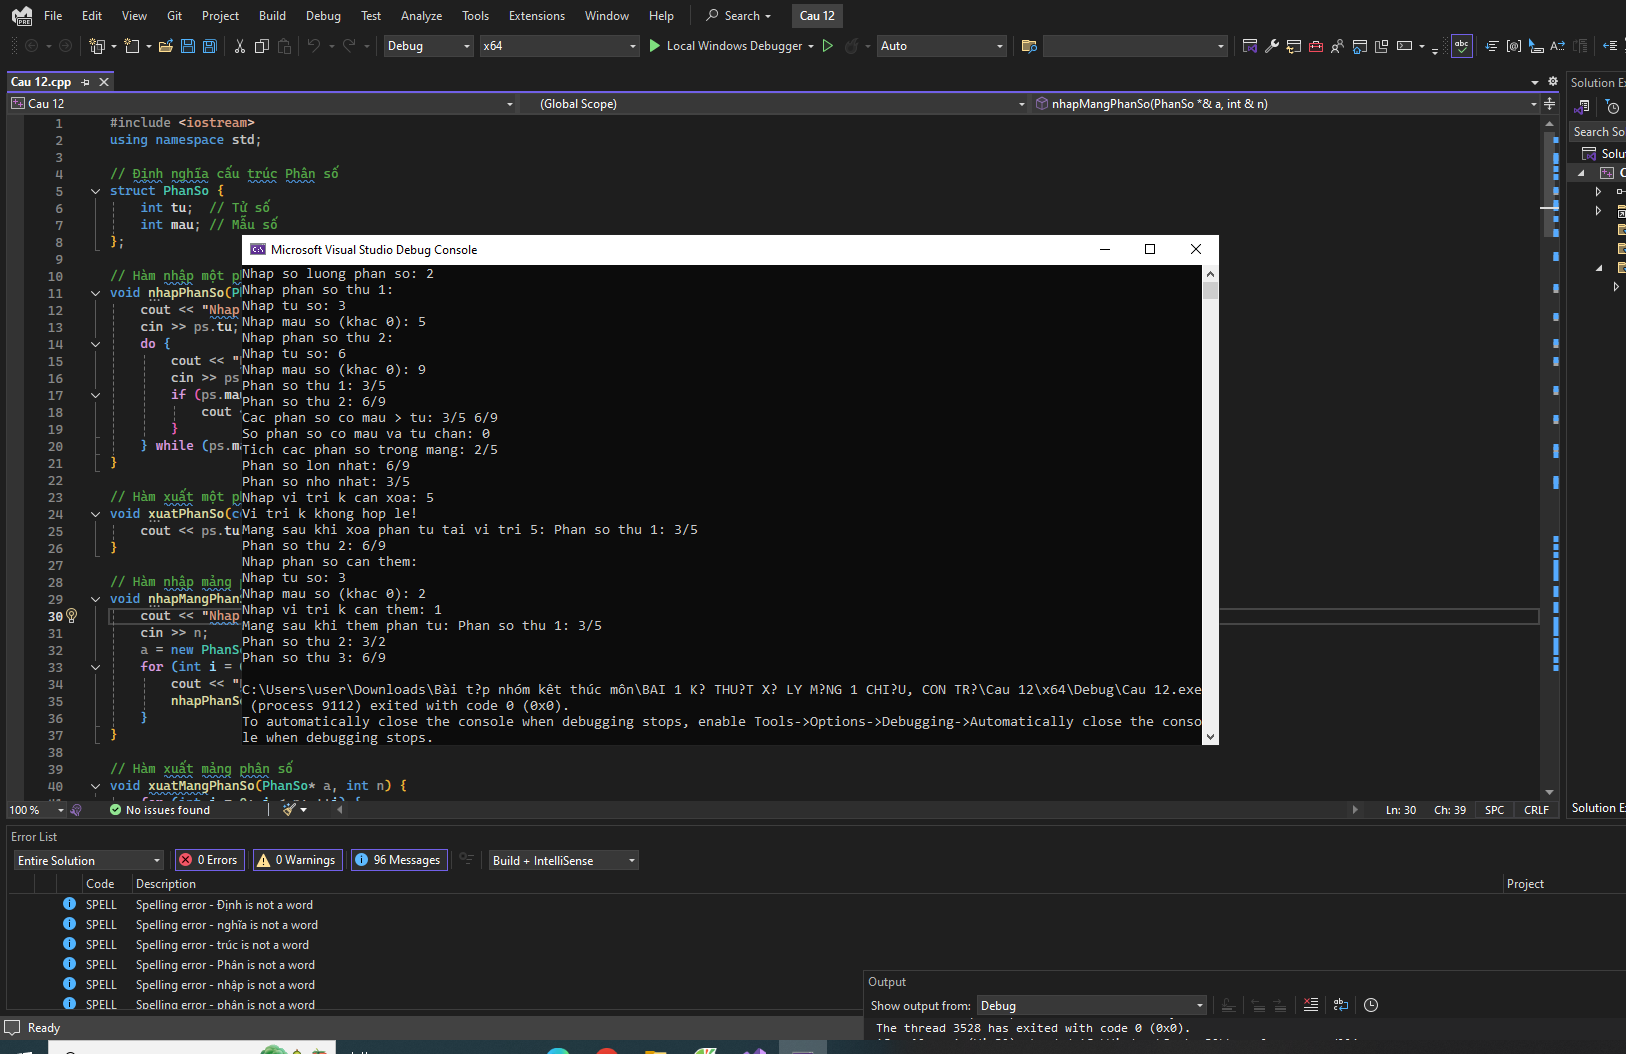 File Edit View Git Project Build Debug Test Analyze Tools Extensions Window Help Search Cau 12
Debug x64 Local Windows Debugger Auto
Cau 12.cpp
Cau 12 (Global Scope) nhapMangPhanSo(PhanSo *& a, int & n)
Solution Ex
Search So
Solu
1 #include <iostream>
2 using namespace std;
3
4 // Định nghĩa cấu trúc Phân số
5 struct PhanSo {
6 int tu; // Tử số
7 int mau; // Mẫu số
8 };
9
10 // Hàm nhập một p
11 void nhapPhanSo(P
12 cout << "Nhap
13 cin >> ps.tu;
14 do {
15 cout << "
16 cin >> ps
17 if (ps.ma
18 cout
19 }
20 } while (ps.m
21 }
22
23 // Hàm xuất một p
24 void xuatPhanSo(c
25 cout << ps.tu
26 }
27
28 // Hàm nhập mảng
29 void nhapMangPhan
30 cout << "Nhap
31 cin >> n;
32 a = new PhanS
33 for (int i =
34 cout << "
35 nhapPhanS
36 }
37 }
38
39 // Hàm xuất mảng phân số
40 void xuatMangPhanSo(PhanSo* a, int n) {
Microsoft Visual Studio Debug Console
Nhap so luong phan so: 2
Nhap phan so thu 1:
Nhap tu so: 3
Nhap mau so (khac 0): 5
Nhap phan so thu 2:
Nhap tu so: 6
Nhap mau so (khac 0): 9
Phan so thu 1: 3/5
Phan so thu 2: 6/9
Cac phan so co mau > tu: 3/5 6/9
So phan so co mau va tu chan: 0
Tich cac phan so trong mang: 2/5
Phan so lon nhat: 6/9
Phan so nho nhat: 3/5
Nhap vi tri k can xoa: 5
Vi tri k khong hop le!
Mang sau khi xoa phan tu tai vi tri 5: Phan so thu 1: 3/5
Phan so thu 2: 6/9
Nhap phan so can them:
Nhap tu so: 3
Nhap mau so (khac 0): 2
Nhap vi tri k can them: 1
Mang sau khi them phan tu: Phan so thu 1: 3/5
Phan so thu 2: 3/2
Phan so thu 3: 6/9
C:\Users\user\Downloads\Bài t?p nhóm kêt thúc môn\BAI 1 K? THU?T X? LY M?NG 1 CHI?U, CON TR?\Cau 12\x64\Debug\Cau 12.exe
(process 9112) exited with code 0 (0x0).
To automatically close the console when debugging stops, enable Tools->Options->Debugging->Automatically close the conso
le when debugging stops.
100 % No issues found Ln: 30 Ch: 39 SPC CRLF
Solution Ex
Error List
Entire Solution 0 Errors 0 Warnings 96 Messages Build + IntelliSense
Code Description Project
SPELL Spelling error - Định is not a word
SPELL Spelling error - nghĩa is not a word
SPELL Spelling error - trúc is not a word
SPELL Spelling error - Phân is not a word
SPELL Spelling error - nhập is not a word
SPELL Spelling error - phân is not a word
Output
Show output from: Debug
The thread 3528 has exited with code 0 (0x0).
Ready